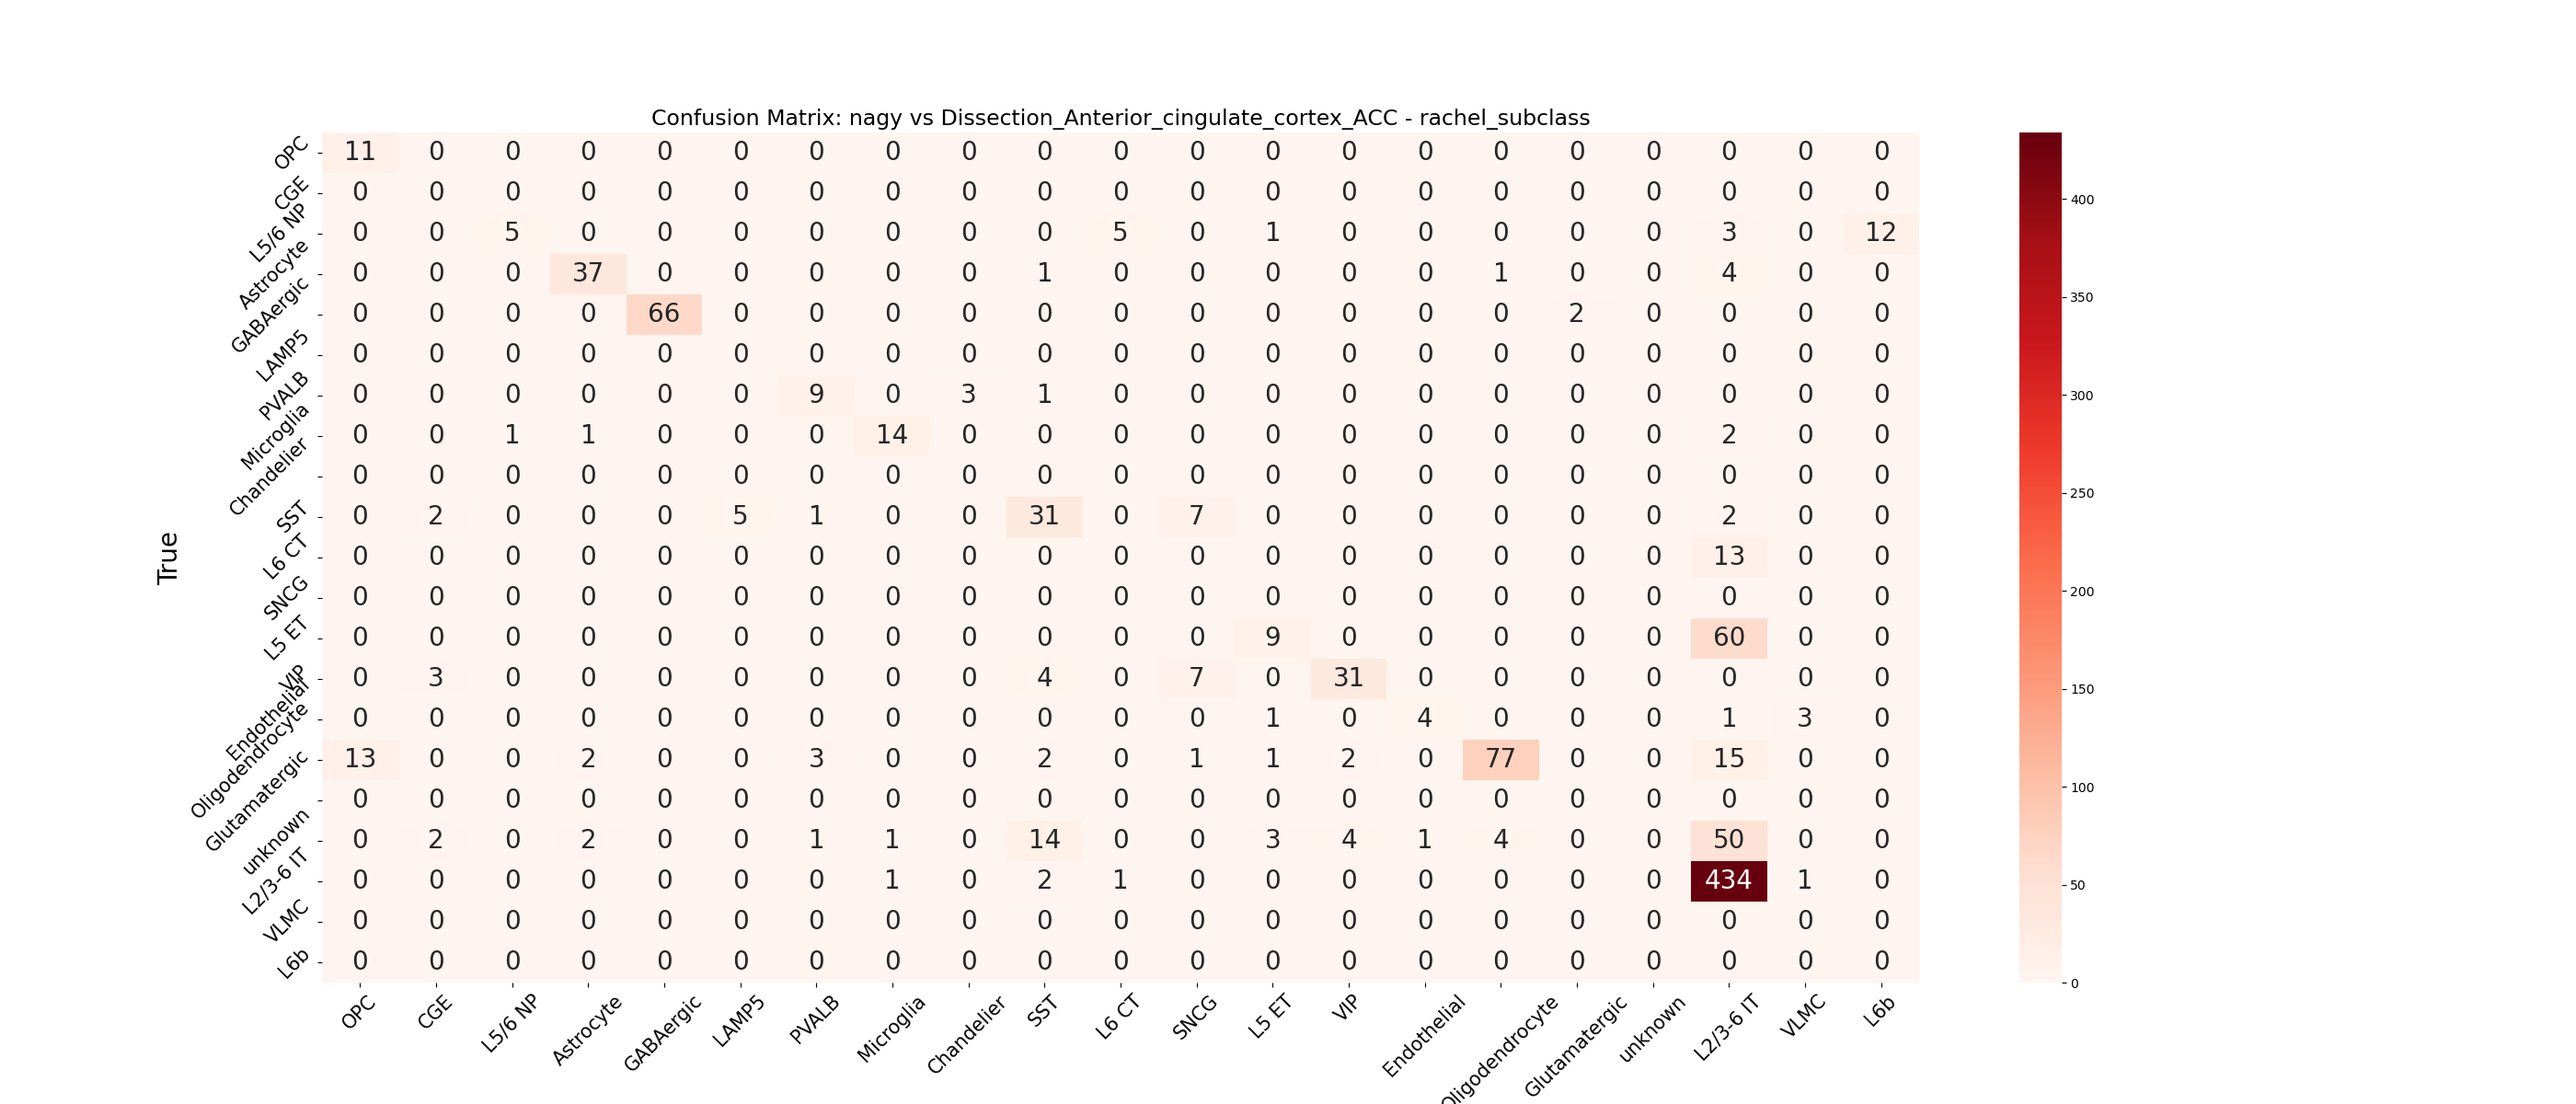 Confusion Matrix: nagy vs Dissection_Anterior_cingulate_cortex_ACC - rachel_subclass
True
OPC 11 0 0 0 0 0 0 0 0 0 0 0 0 0 0 0 0 0 0 0 0
CGE 0 0 0 0 0 0 0 0 0 0 0 0 0 0 0 0 0 0 0 0 0
L5/6 NP 0 0 5 0 0 0 0 0 0 0 5 0 1 0 0 0 0 0 3 0 12
Astrocyte 0 0 0 37 0 0 0 0 0 1 0 0 0 0 0 1 0 0 4 0 0
GABAergic 0 0 0 0 66 0 0 0 0 0 0 0 0 0 0 0 2 0 0 0 0
LAMP5 0 0 0 0 0 0 0 0 0 0 0 0 0 0 0 0 0 0 0 0 0
PVALB 0 0 0 0 0 0 9 0 3 1 0 0 0 0 0 0 0 0 0 0 0
Microglia 0 0 1 1 0 0 0 14 0 0 0 0 0 0 0 0 0 0 2 0 0
Chandelier 0 0 0 0 0 0 0 0 0 0 0 0 0 0 0 0 0 0 0 0 0
SST 0 2 0 0 0 5 1 0 0 31 0 7 0 0 0 0 0 0 2 0 0
L6 CT 0 0 0 0 0 0 0 0 0 0 0 0 0 0 0 0 0 0 13 0 0
SNCG 0 0 0 0 0 0 0 0 0 0 0 0 0 0 0 0 0 0 0 0 0
L5 ET 0 0 0 0 0 0 0 0 0 0 0 0 9 0 0 0 0 0 60 0 0
VIP 0 3 0 0 0 0 0 0 0 4 0 7 0 31 0 0 0 0 0 0 0
Endothelial 0 0 0 0 0 0 0 0 0 0 0 0 1 0 4 0 0 0 1 3 0
Oligodendrocyte 13 0 0 2 0 0 3 0 0 2 0 1 1 2 0 77 0 0 15 0 0
Glutamatergic 0 0 0 0 0 0 0 0 0 0 0 0 0 0 0 0 0 0 0 0 0
unknown 0 2 0 2 0 0 1 1 0 14 0 0 3 4 1 4 0 0 50 0 0
L2/3-6 IT 0 0 0 0 0 0 0 1 0 2 1 0 0 0 0 0 0 0 434 1 0
VLMC 0 0 0 0 0 0 0 0 0 0 0 0 0 0 0 0 0 0 0 0 0
L6b 0 0 0 0 0 0 0 0 0 0 0 0 0 0 0 0 0 0 0 0 0
OPC CGE L5/6 NP Astrocyte GABAergic LAMP5 PVALB Microglia Chandelier SST L6 CT SNCG L5 ET VIP Endothelial Oligodendrocyte Glutamatergic unknown L2/3-6 IT VLMC L6b
400
350
300
250
200
150
100
50
0